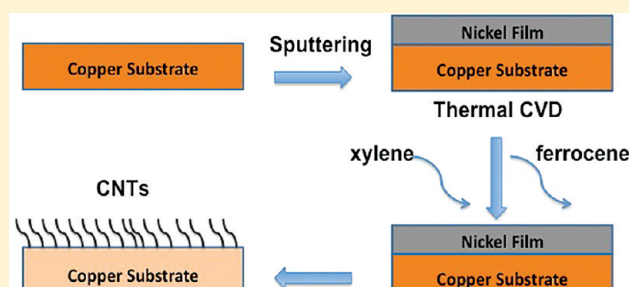 Copper Substrate
Sputtering
Nickel Film
Copper Substrate
Thermal CVD
xylene
ferrocene
CNTs
Copper Substrate
Nickel Film
Copper Substrate